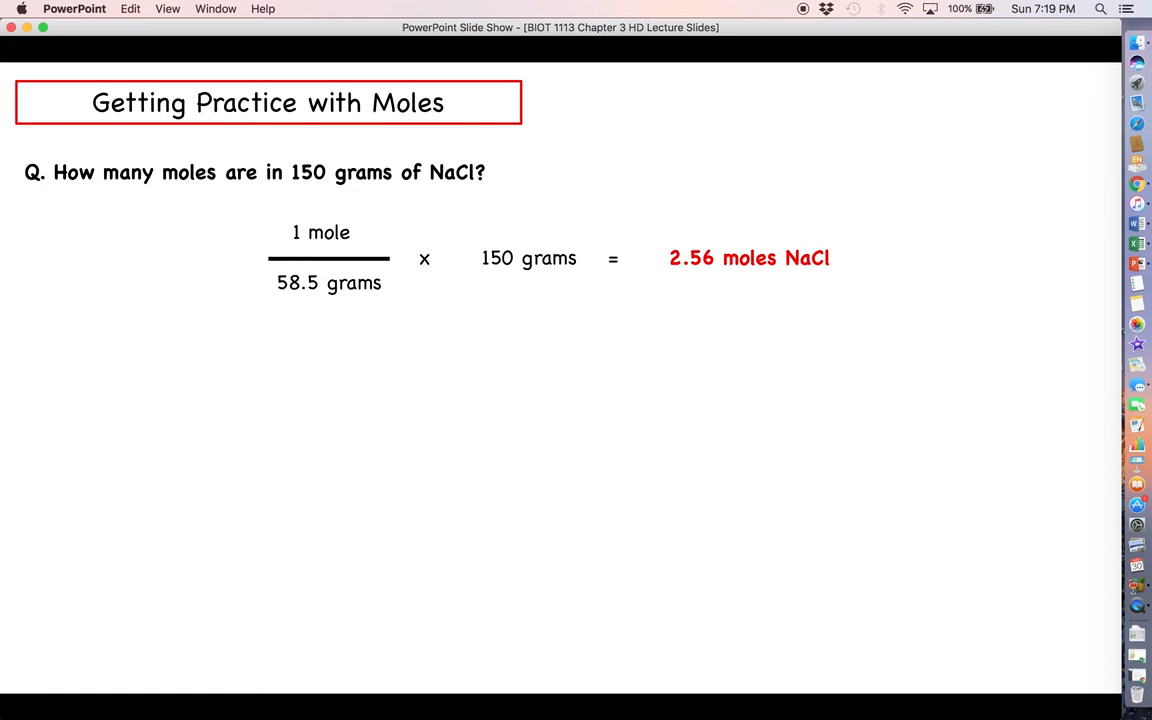 PowerPoint Edit View Window Help 100% Sun 7:19 PM
PowerPoint Slide Show - [BIOT 1113 Chapter 3 HD Lecture Slides]
Getting Practice with Moles
Q. How many moles are in 150 grams of NaCl?
1 mole
58.5 grams
x 150 grams = 2.56 moles NaCl